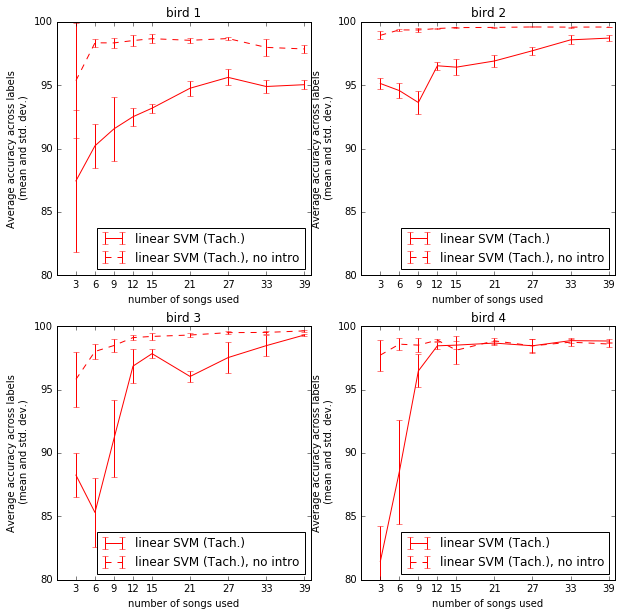 bird 1
100
95
90
85
80
Average accuracy across labels
(mean and std. dev.)
linear SVM (Tach.)
linear SVM (Tach.), no intro
3 6 9 12 15 21 27 33 39
number of songs used
bird 2
100
95
90
85
80
Average accuracy across labels
(mean and std. dev.)
linear SVM (Tach.)
linear SVM (Tach.), no intro
3 6 9 12 15 21 27 33 39
number of songs used
bird 3
100
95
90
85
80
Average accuracy across labels
(mean and std. dev.)
linear SVM (Tach.)
linear SVM (Tach.), no intro
3 6 9 12 15 21 27 33 39
number of songs used
bird 4
100
95
90
85
80
Average accuracy across labels
(mean and std. dev.)
linear SVM (Tach.)
linear SVM (Tach.), no intro
3 6 9 12 15 21 27 33 39
number of songs used